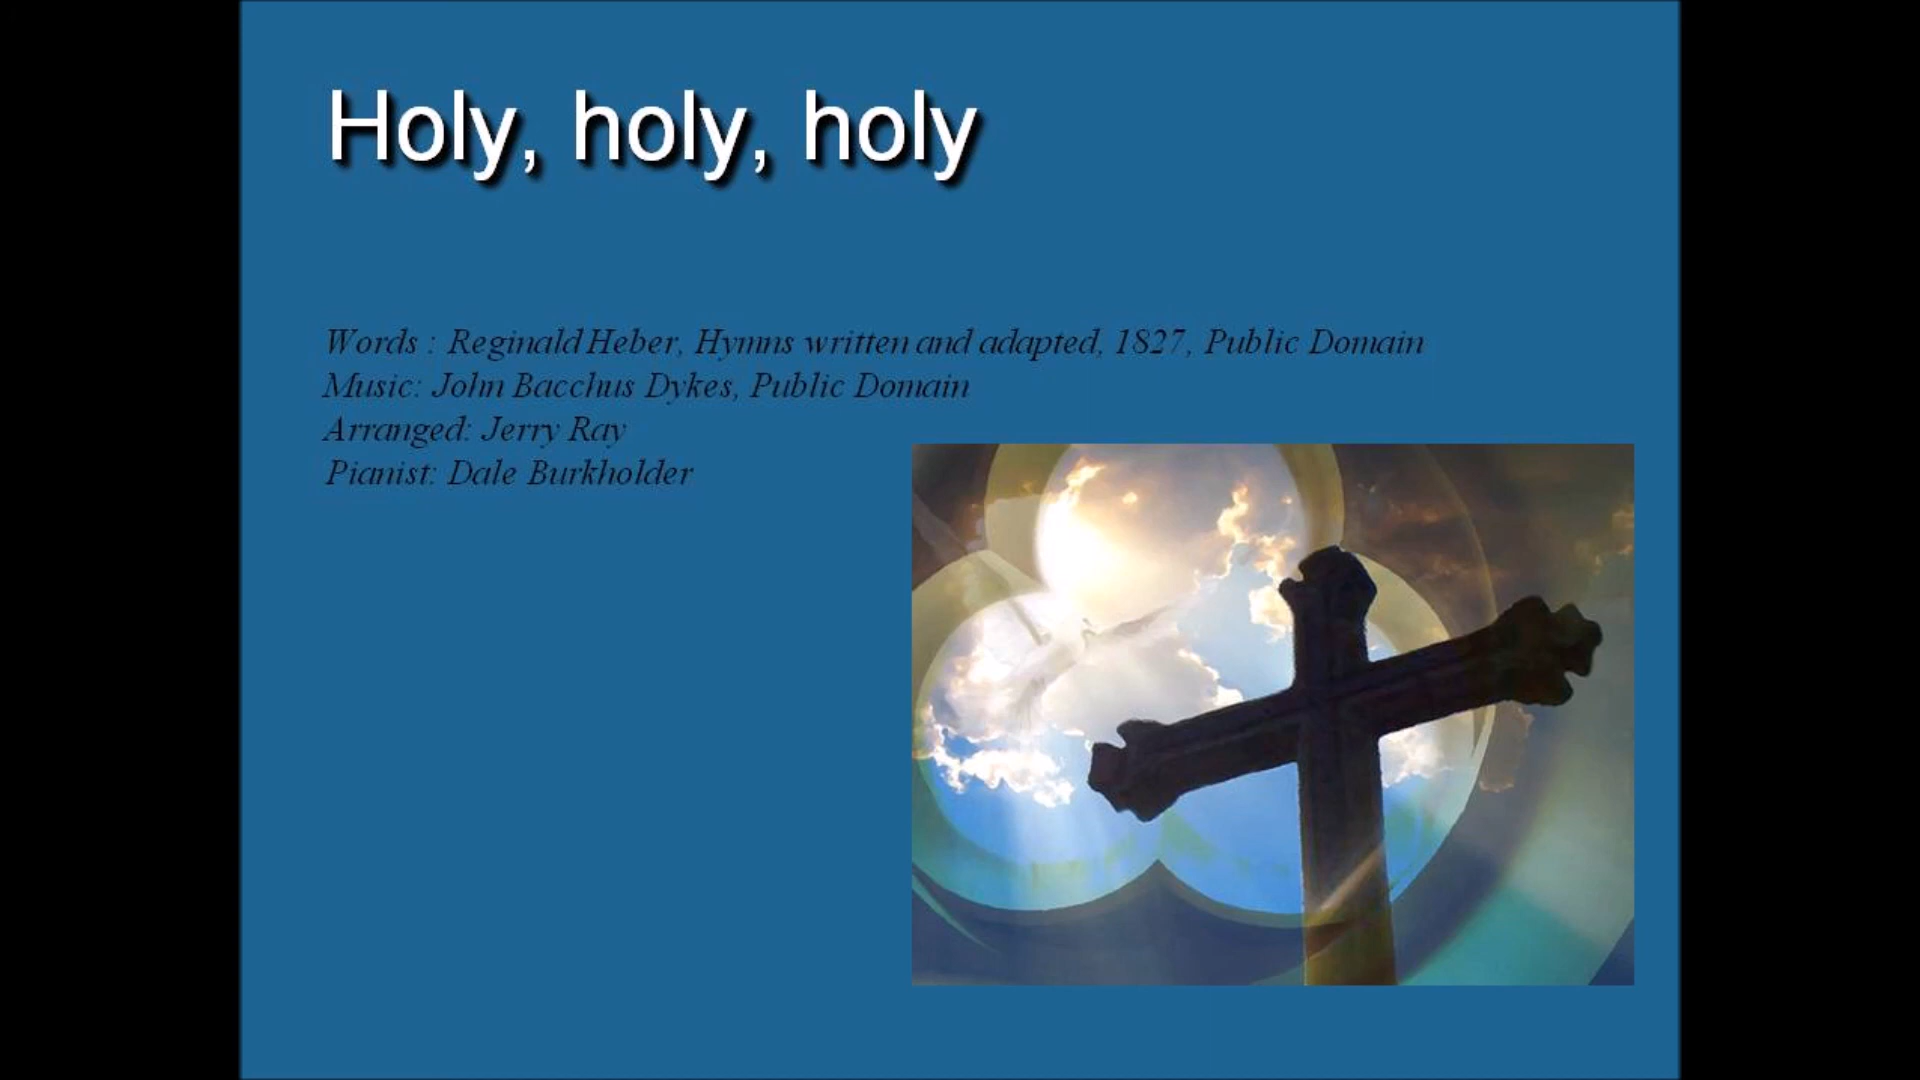 Holy, holy, holy
Words : Reginald Heber, Hymns written and adapted, 1827, Public Domain
Music: John Bacchus Dykes, Public Domain
Arranged: Jerry Ray
Pianist: Dale Burkholder